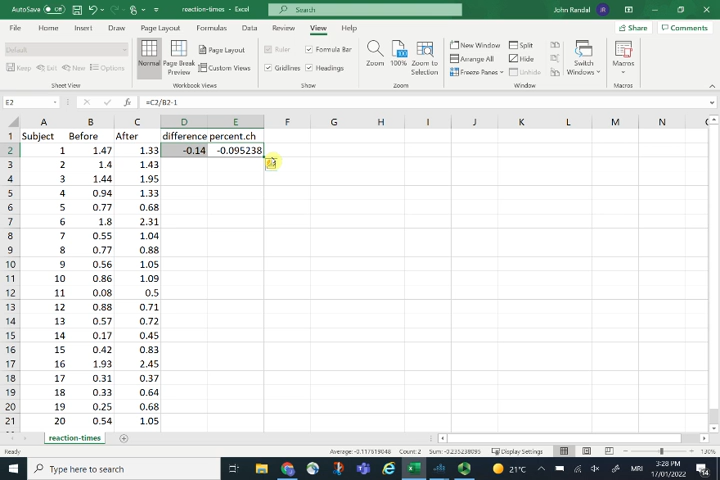 AutoSave Off reaction-times - Excel Search John Randal JR
File Home Insert Draw Page Layout Formulas Data Review View Help Share Comments
Default
Keep Exit New Options
Sheet View
Normal Page Break Preview Page Layout Custom Views
Workbook Views
Ruler Formula Bar
Gridlines Headings
Show
Zoom 100% Zoom to Selection
Zoom
New Window Split
Arrange All Hide
Freeze Panes Unhide
Switch Windows
Window
Macros
Macros
E2 fx =C2/B2-1
A B C D E F G H I J K L M N
1 Subject Before After difference percent.ch
2 1 1.47 1.33 -0.14 -0.095238
3 2 1.4 1.43
4 3 1.44 1.95
5 4 0.94 1.33
6 5 0.77 0.68
7 6 1.8 2.31
8 7 0.55 1.04
9 8 0.77 0.88
10 9 0.56 1.05
11 10 0.86 1.09
12 11 0.08 0.5
13 12 0.88 0.71
14 13 0.57 0.72
15 14 0.17 0.45
16 15 0.42 0.83
17 16 1.93 2.45
18 17 0.31 0.37
19 18 0.33 0.64
20 19 0.25 0.68
21 20 0.54 1.05
reaction-times
Ready Average: -0.117619048 Count: 2 Sum: -0.235238095 Display Settings 130%
Type here to search 21°C MRI 3:28 PM
17/01/2022